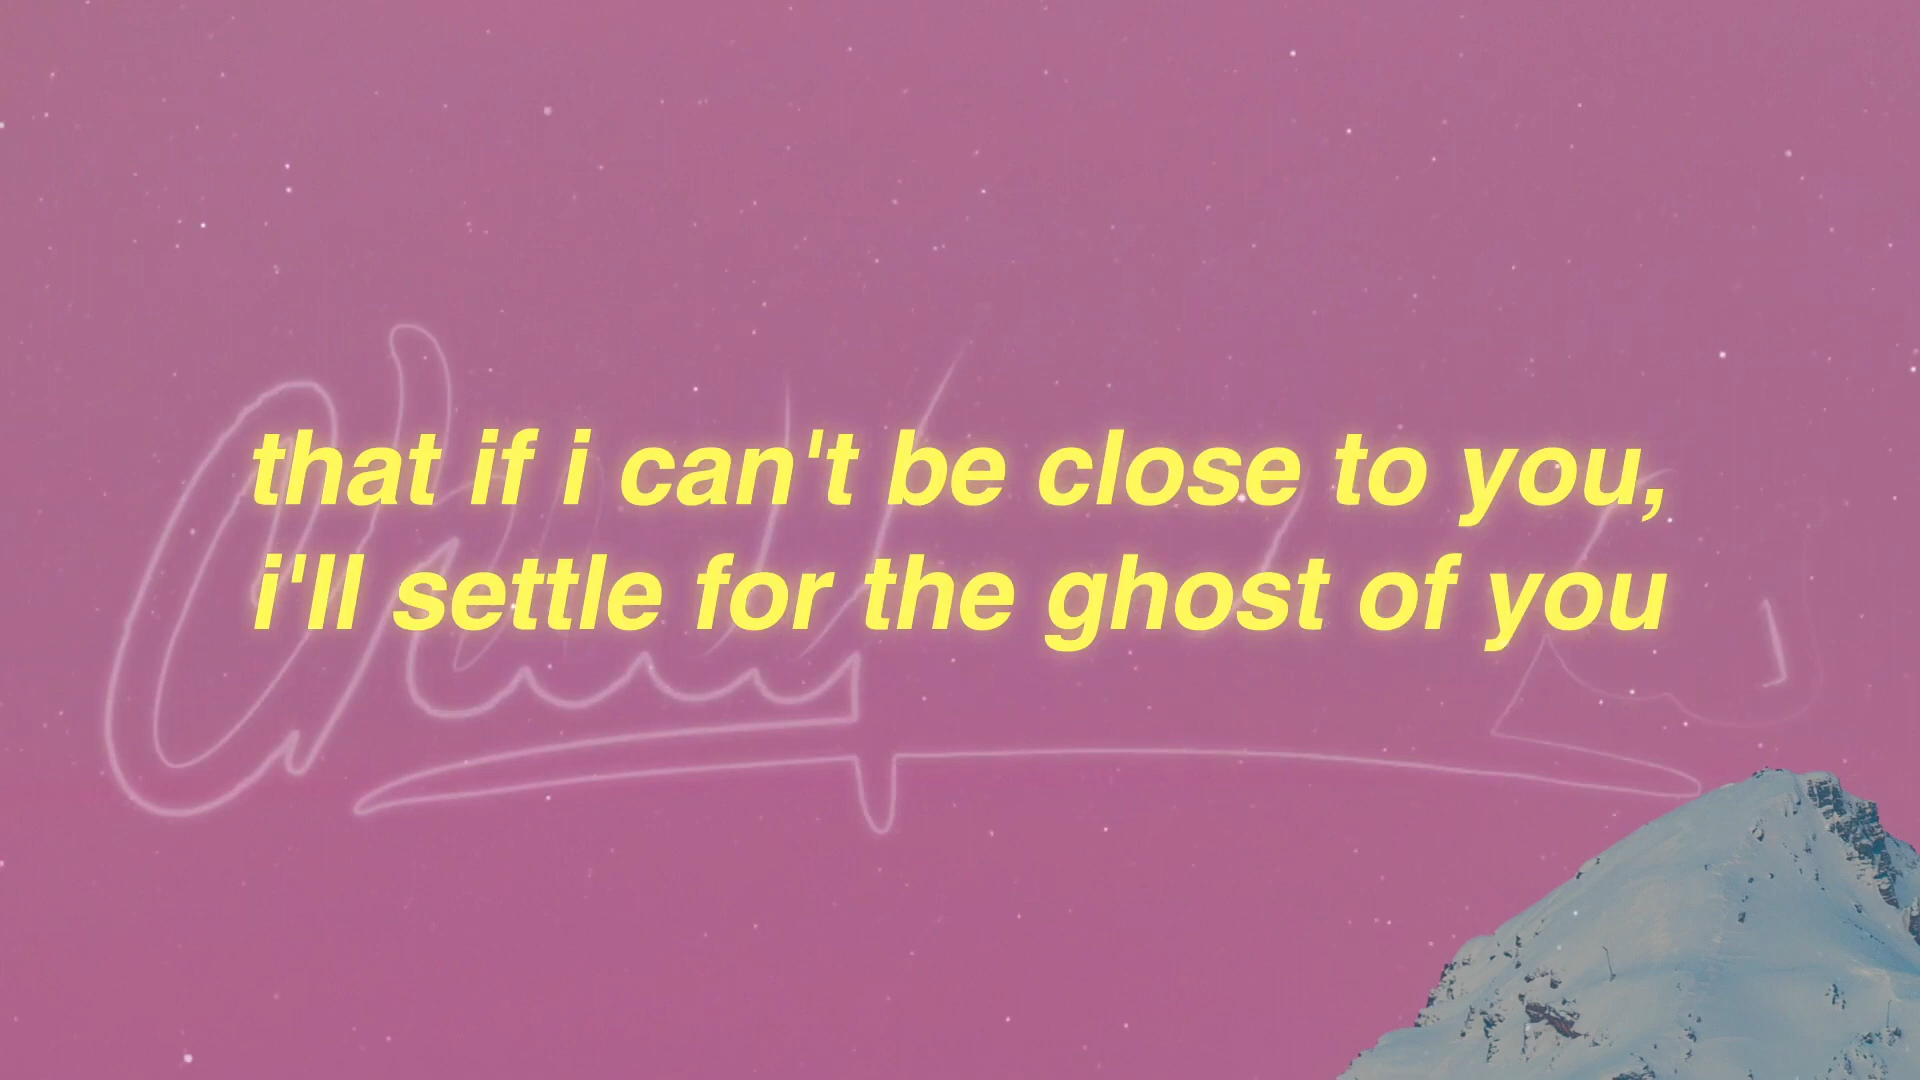 that if i can't be close to you,
i'll settle for the ghost of you